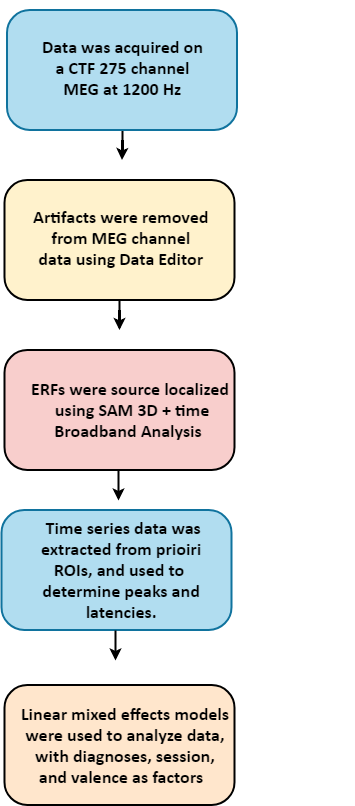 Data was acquired on
a CTF 275 channel
MEG at 1200 Hz
Artifacts were removed
from MEG channel
data using Data Editor
ERFs were source localized
using SAM 3D + time
Broadband Analysis
Time series data was
extracted from prioiri
ROIs, and used to
determine peaks and
latencies.
Linear mixed effects models
were used to analyze data,
with diagnoses, session,
and valence as factors